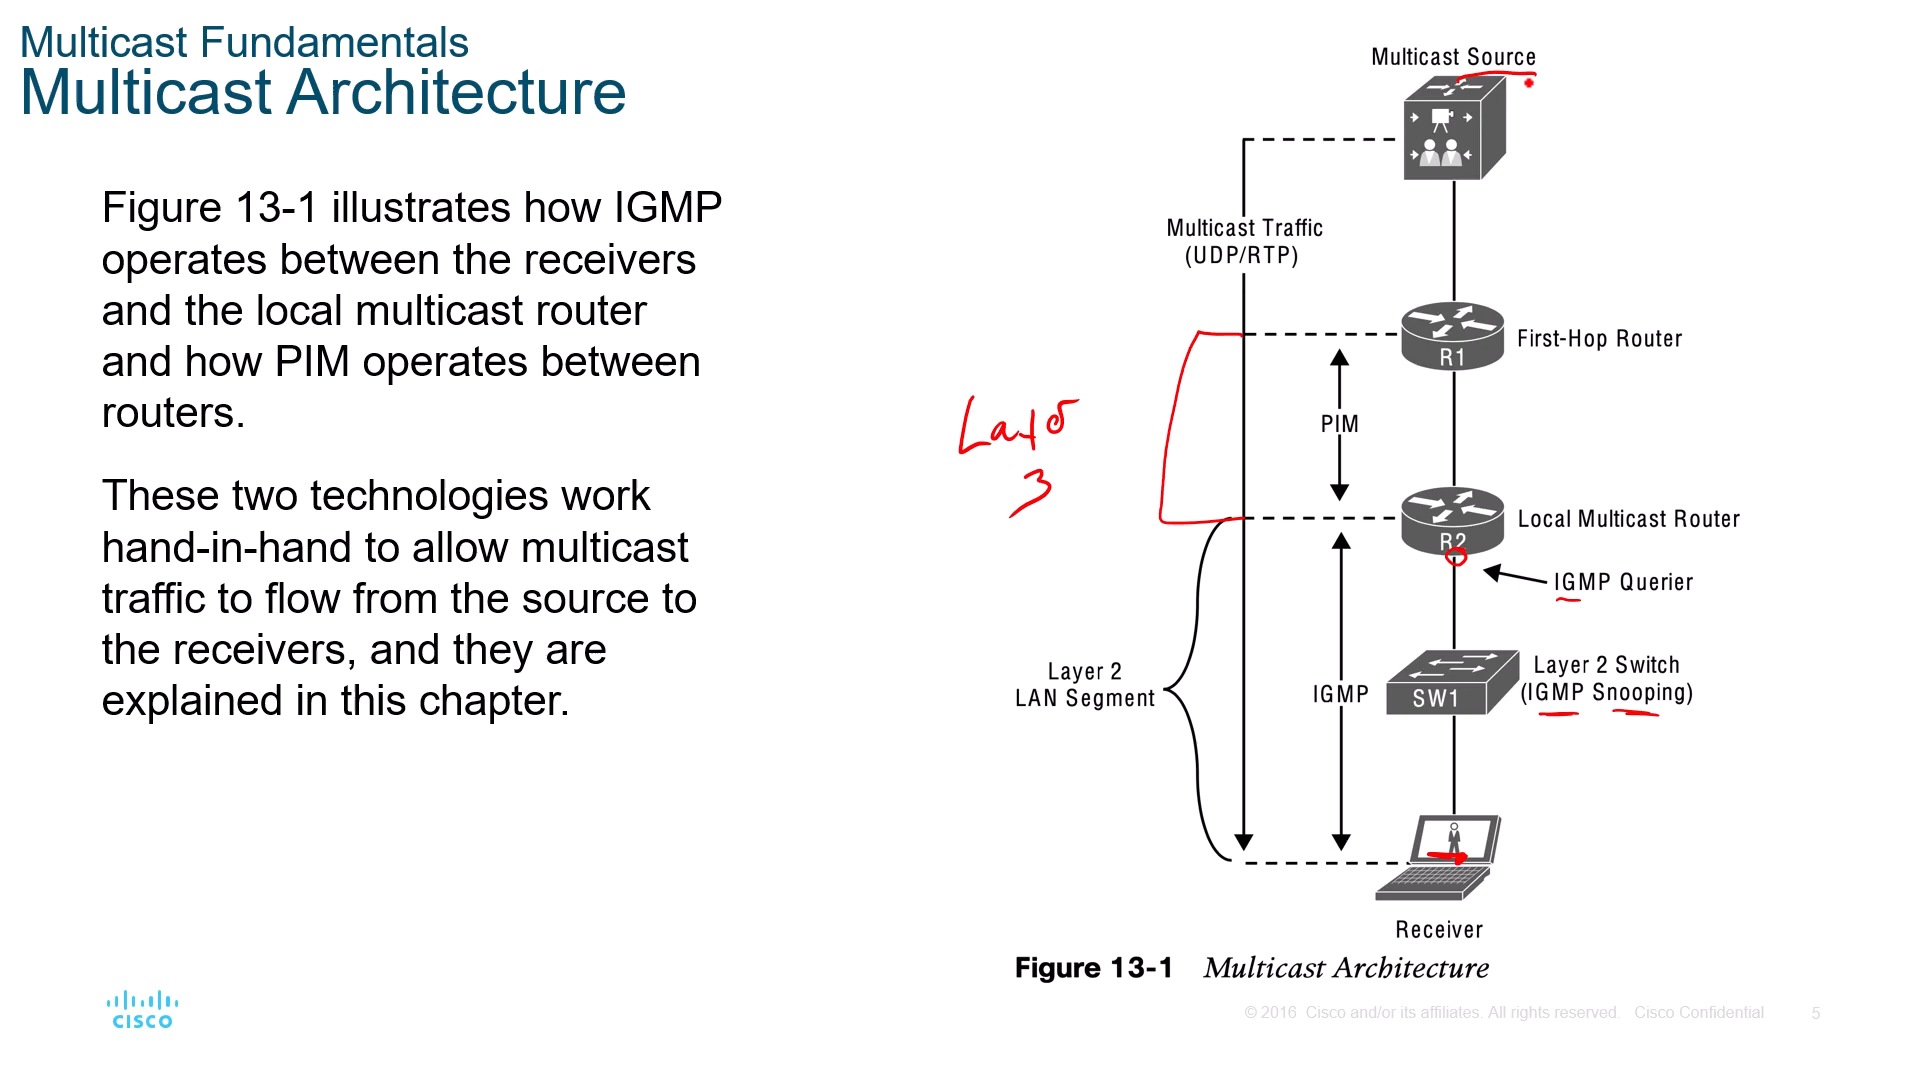 Multicast Fundamentals
Multicast Architecture
Figure 13-1 illustrates how IGMP
operates between the receivers
and the local multicast router
and how PIM operates between
routers.
These two technologies work
hand-in-hand to allow multicast
traffic to flow from the source to
the receivers, and they are
explained in this chapter.
Multicast Source
Multicast Traffic
(UDP/RTP)
R1
First-Hop Router
PIM
3
R2
Local Multicast Router
IGMP Querier
Layer 2
LAN Segment
IGMP
SW1
Layer 2 Switch
(IGMP Snooping)
Receiver
Figure 13-1 Multicast Architecture
CISCO
© 2016 Cisco and/or its affiliates. All rights reserved. Cisco Confidential
5